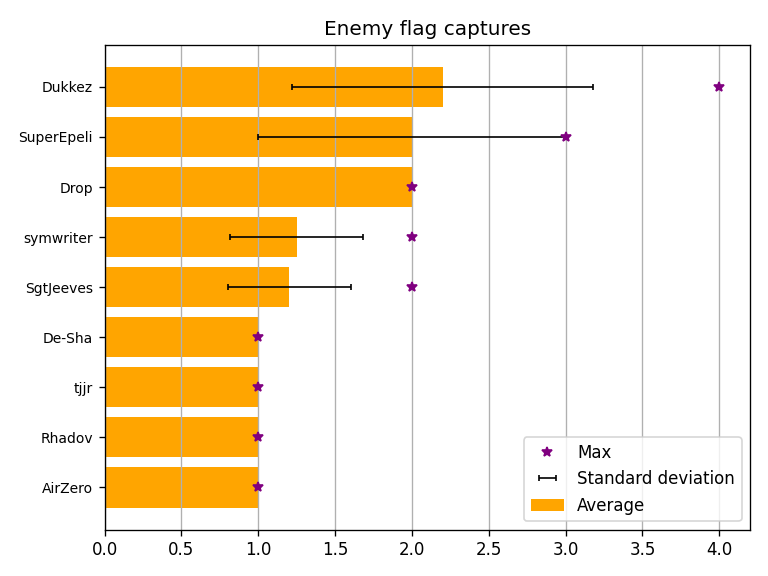 Enemy flag captures
Dukkez
SuperEpeli
Drop
symwriter
SgtJeeves
De-Sha
tjjr
Rhadov
AirZero
Max
Standard deviation
Average
0.0 0.5 1.0 1.5 2.0 2.5 3.0 3.5 4.0